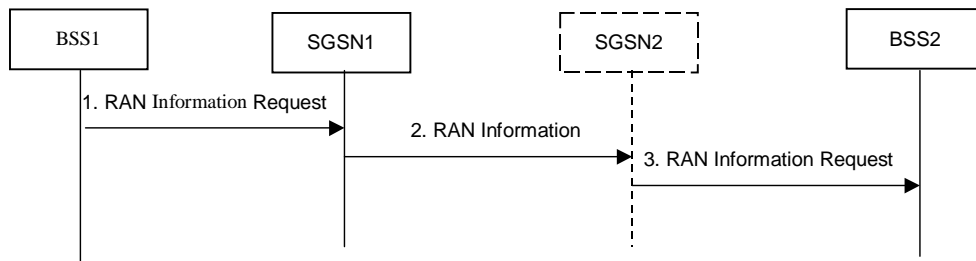 BSS1
SGSN1
SGSN2
BSS2
1. RAN Information Request
2. RAN Information
3. RAN Information Request